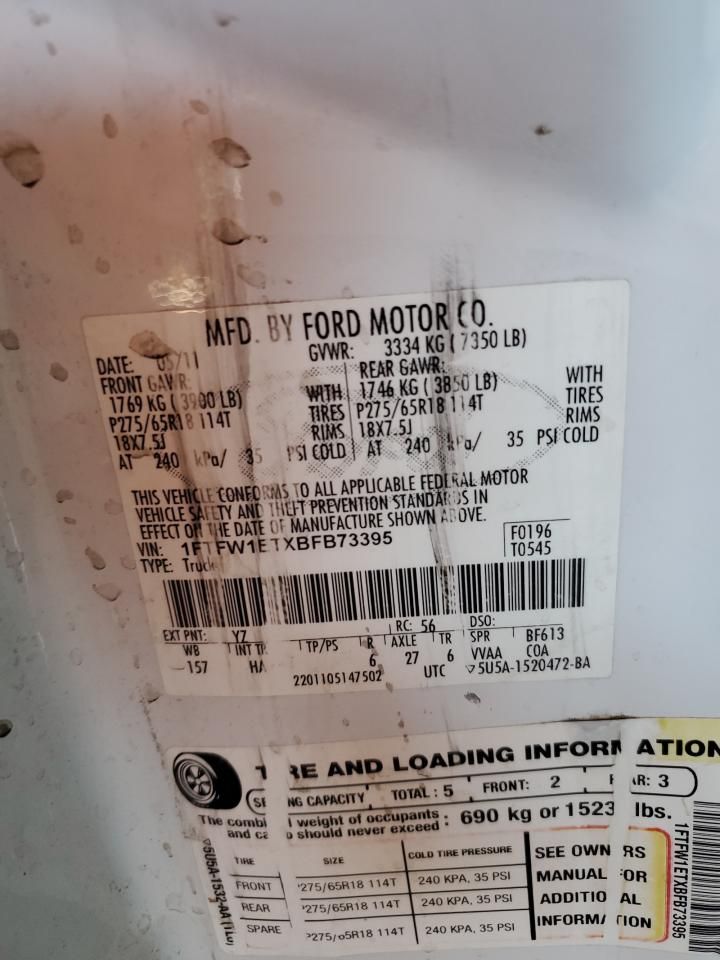 MFD. BY FORD MOTOR CO.
DATE: 05/11 GVWR: 3334 KG ( 7350 LB)
FRONT GAWR: REAR GAWR:
1769 KG ( 3900 LB) WITH 1746 KG ( 3850 LB) WITH
P275/65R18 114T TIRES P275/65R18 114T TIRES
18X7.5J RIMS 18X7.5J RIMS
AT 240 kPa/ 35 PSI COLD AT 240 kPa/ 35 PSI COLD
THIS VEHICLE CONFORMS TO ALL APPLICABLE FEDERAL MOTOR
VEHICLE SAFETY AND THEFT PREVENTION STANDARDS IN
EFFECT ON THE DATE OF MANUFACTURE SHOWN ABOVE.
VIN: 1FTFW1ETXBFB73395 F0196
TYPE: Truck T0545
EXT PNT: YZ RC: 56 DSO:
WB INT TR TP/PS R AXLE TR SPR BF613
157 HA 6 27 6 VVAA COA
2201105147502 UTC ▽5U5A-1520472-BA
TIRE AND LOADING INFORMATION
SEATING CAPACITY TOTAL : 5 FRONT: 2 REAR: 3
The combined weight of occupants : 690 kg or 1523 lbs.
and cargo should never exceed
TIRE SIZE COLD TIRE PRESSURE SEE OWNERS
FRONT P275/65R18 114T 240 KPA, 35 PSI MANUAL FOR
REAR P275/65R18 114T 240 KPA, 35 PSI ADDITIONAL
SPARE P275/65R18 114T 240 KPA, 35 PSI INFORMATION
1FTFW1ETXBFB73395